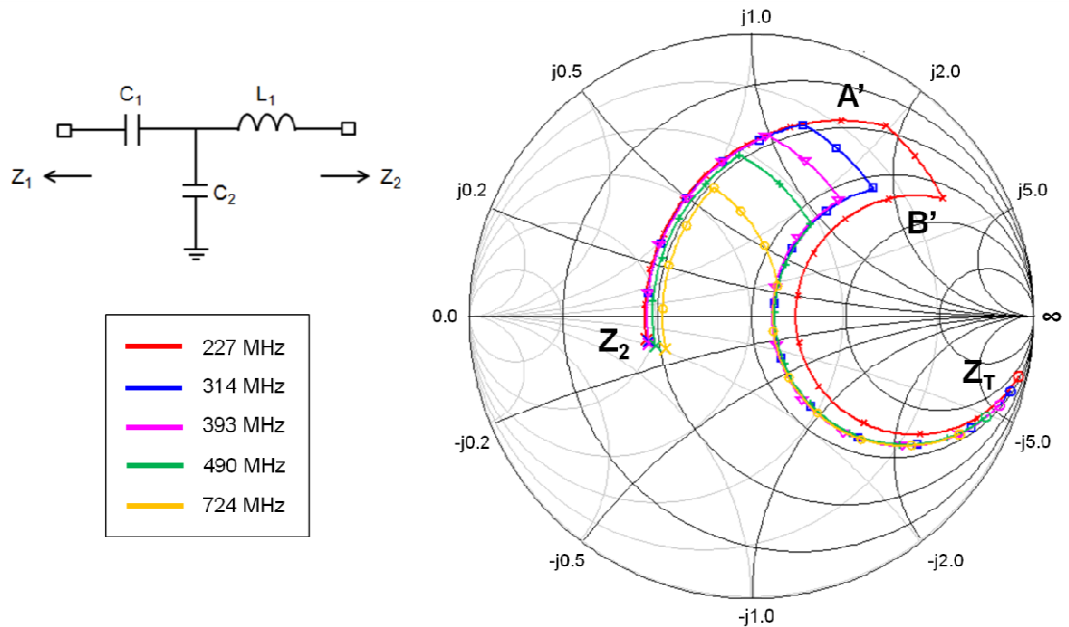 C1
L1
Z1
C2
Z2
227 MHz
314 MHz
393 MHz
490 MHz
724 MHz
j1.0
j0.5
A’
j2.0
j0.2
j5.0
B’
0.0
∞
Z2
ZT
-j0.2
-j5.0
-j0.5
-j2.0
-j1.0